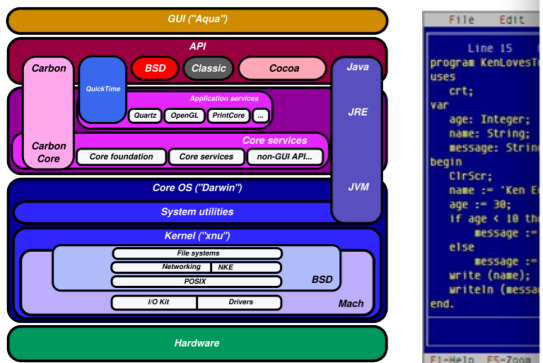 GUI ("Aqua")
API
Carbon
QuickTime
BSD
Classic
Cocoa
Java
Application services
Quartz
OpenGL
PrintCore
...
JRE
Core services
Carbon
Core
Core foundation
Core services
non-GUI API...
Core OS ("Darwin")
JVM
System utilities
Kernel ("xnu")
File systems
Networking
NKE
POSIX
BSD
I/O Kit
Drivers
Mach
Hardware
File Edit
Line 15
program
uses
crt;
var
age: Integer;
name: String;
message:
begin
ClrScr;
name := 'Ken
age := 30;
if age < 10
message :=
else
message :=
write (name);
writeln
end.
F1-Help F5-Zoom